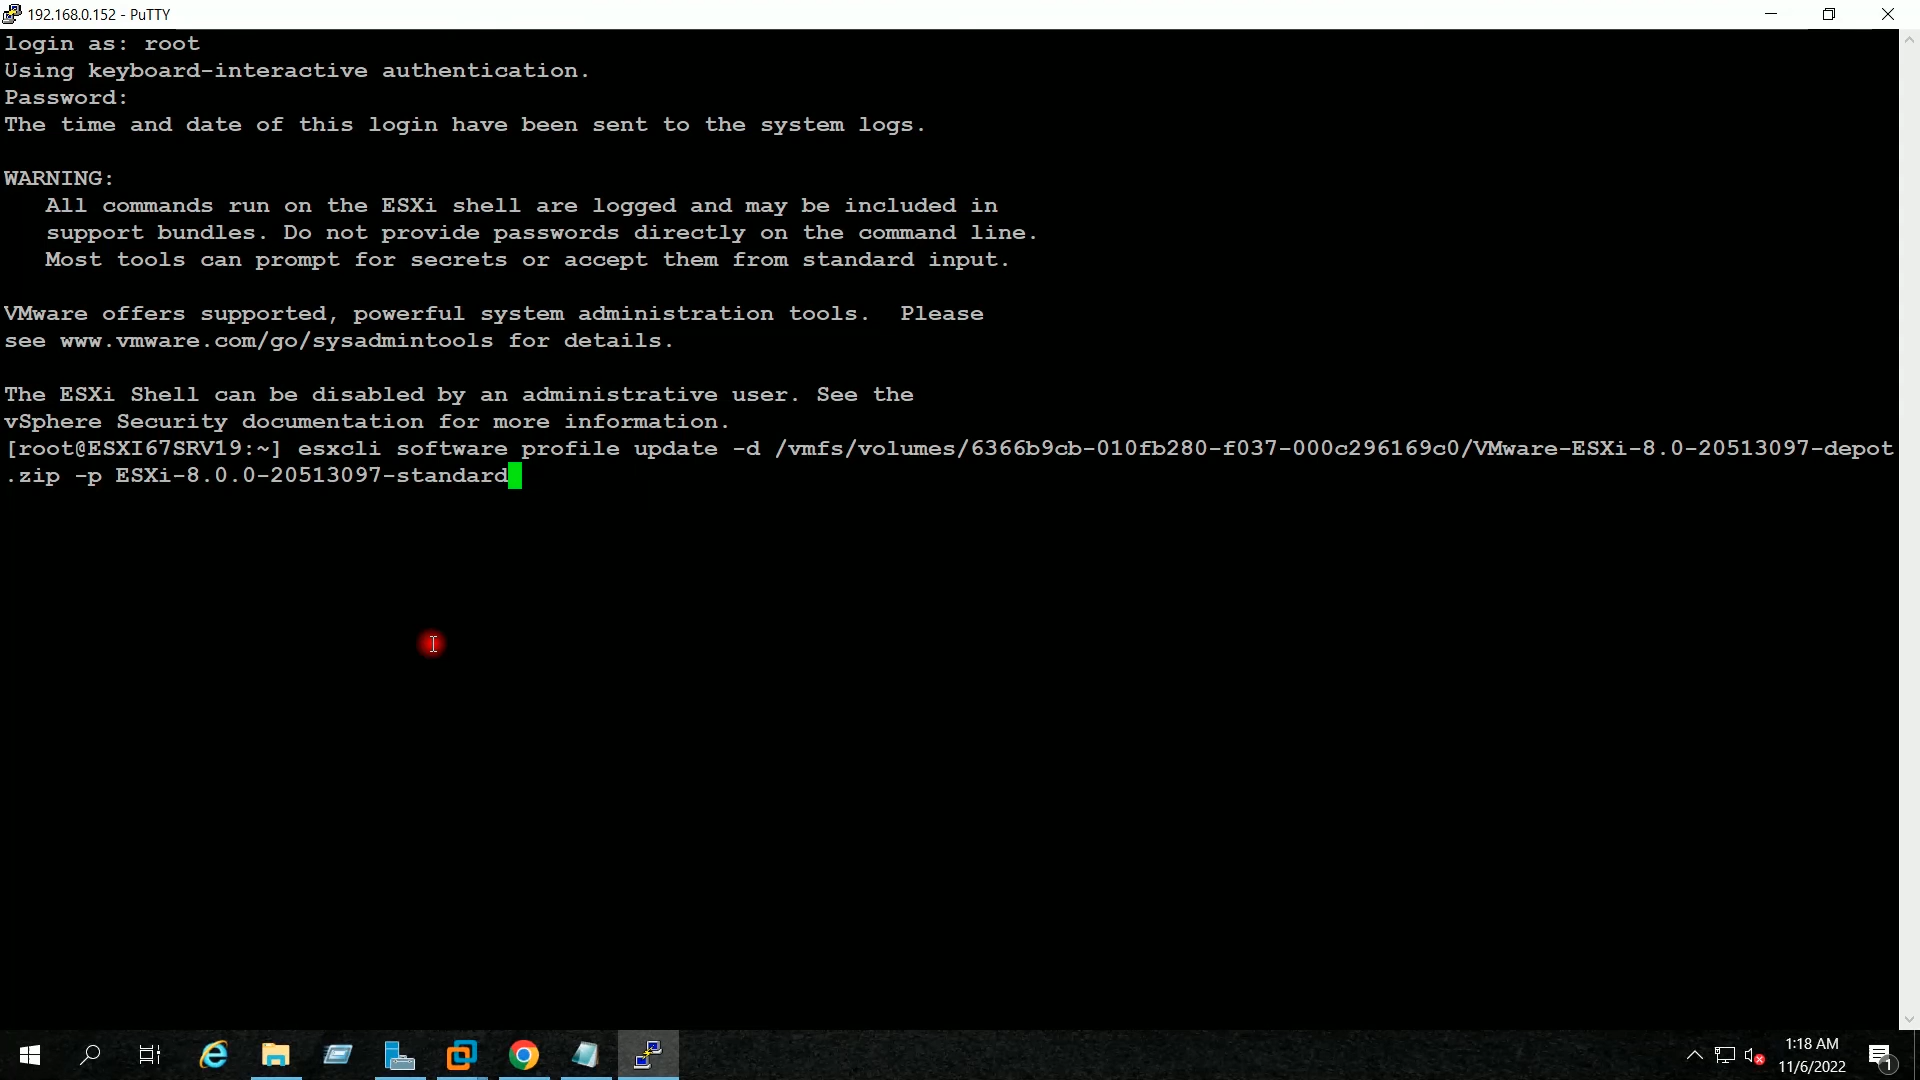 192.168.0.152 - PuTTY
login as: root
Using keyboard-interactive authentication.
Password:
The time and date of this login have been sent to the system logs.
WARNING:
All commands run on the ESXi shell are logged and may be included in
support bundles. Do not provide passwords directly on the command line.
Most tools can prompt for secrets or accept them from standard input.
VMware offers supported, powerful system administration tools.  Please
see www.vmware.com/go/sysadmintools for details.
The ESXi Shell can be disabled by an administrative user. See the
vSphere Security documentation for more information.
[root@ESXI67SRV19:~] esxcli software profile update -d /vmfs/volumes/6366b9cb-010fb280-f037-000c296169c0/VMware-ESXi-8.0-20513097-depot
.zip -p ESXi-8.0.0-20513097-standard
1:18 AM
11/6/2022
1